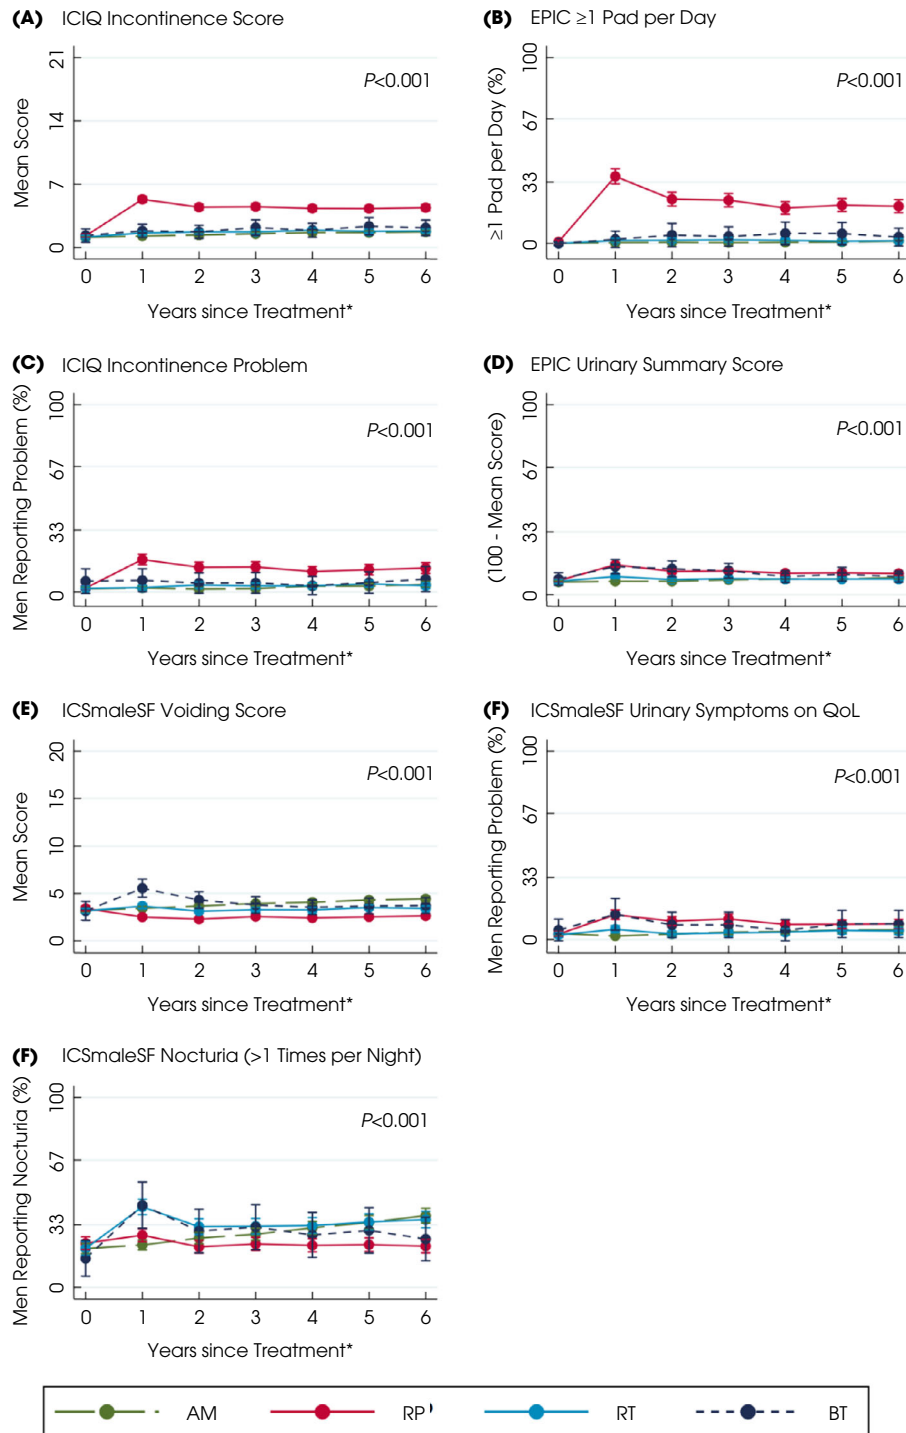 (A) ICIQ Incontinence Score
Mean Score
21
14
7
0
P<0.001
0 1 2 3 4 5 6
Years since Treatment*
(B) EPIC ≥1 Pad per Day
≥1 Pad per Day (%)
100
67
33
0
P<0.001
0 1 2 3 4 5 6
Years since Treatment*
(C) ICIQ Incontinence Problem
Men Reporting Problem (%)
100
67
33
0
P<0.001
0 1 2 3 4 5 6
Years since Treatment*
(D) EPIC Urinary Summary Score
(100 - Mean Score)
100
67
33
0
P<0.001
0 1 2 3 4 5 6
Years since Treatment*
(E) ICSmaleSF Voiding Score
Mean Score
20
15
10
5
0
P<0.001
0 1 2 3 4 5 6
Years since Treatment*
(F) ICSmaleSF Urinary Symptoms on QoL
Men Reporting Problem (%)
100
67
33
0
P<0.001
0 1 2 3 4 5 6
Years since Treatment*
(F) ICSmaleSF Nocturia (>1 Times per Night)
Men Reporting Nocturia (%)
100
67
33
0
P<0.001
0 1 2 3 4 5 6
Years since Treatment*
AM RP RT BT